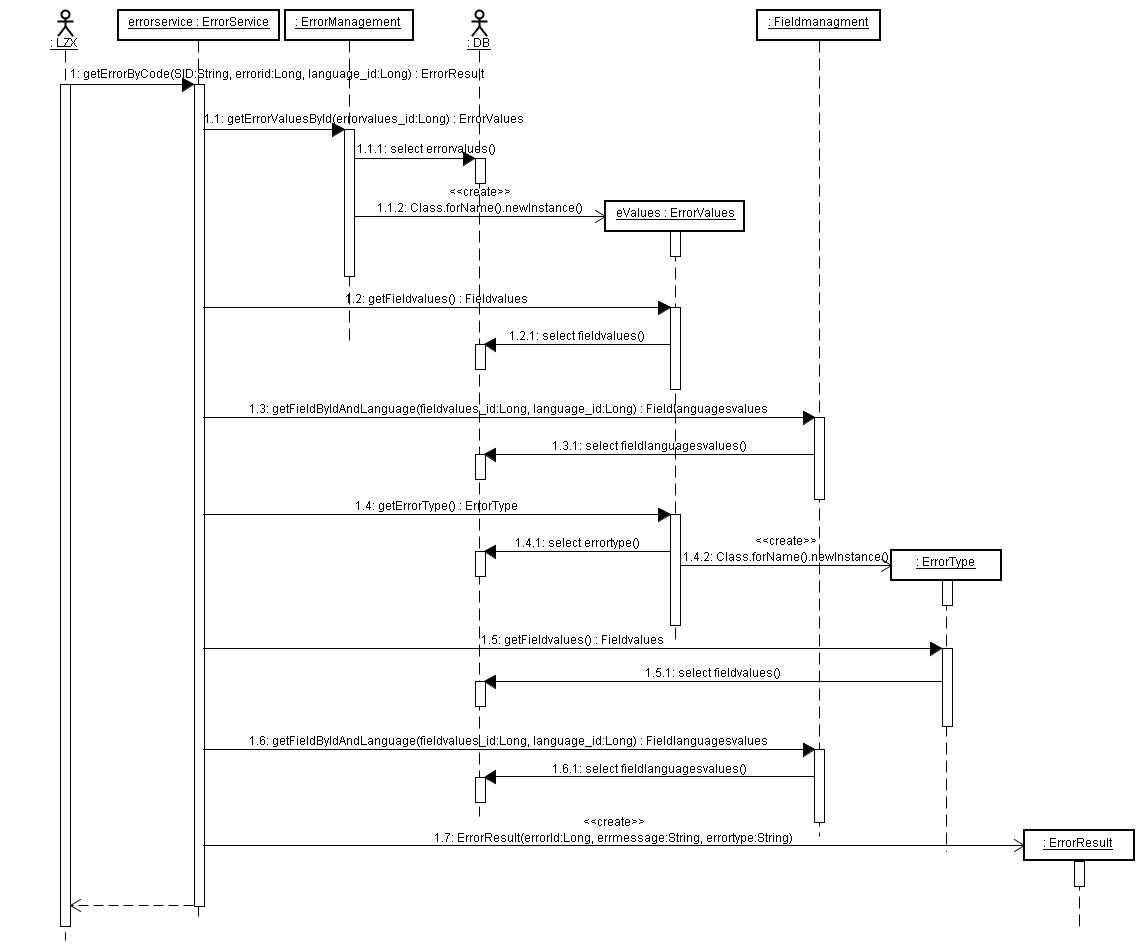 errorservice : ErrorService
: ErrorManagement
: Fieldmanagment
: LZX
: DB
1: getErrorByCode(SID:String, errorid:Long, language_id:Long) : ErrorResult
1.1: getErrorValuesById(errorvalues_id:Long) : ErrorValues
1.1.1: select errorvalues()
<<create>>
1.1.2: Class.forName().newInstance()
eValues : ErrorValues
1.2: getFieldvalues() : Fieldvalues
1.2.1: select fieldvalues()
1.3: getFieldByIdAndLanguage(fieldvalues_id:Long, language_id:Long) : Fieldlanguagesvalues
1.3.1: select fieldlanguagesvalues()
1.4: getErrorType() : ErrorType
1.4.1: select errortype()
<<create>>
1.4.2: Class.forName().newInstance()
: ErrorType
1.5: getFieldvalues() : Fieldvalues
1.5.1: select fieldvalues()
1.6: getFieldByIdAndLanguage(fieldvalues_id:Long, language_id:Long) : Fieldlanguagesvalues
1.6.1: select fieldlanguagesvalues()
<<create>>
1.7: ErrorResult(errorId:Long, errmessage:String, errortype:String)
: ErrorResult